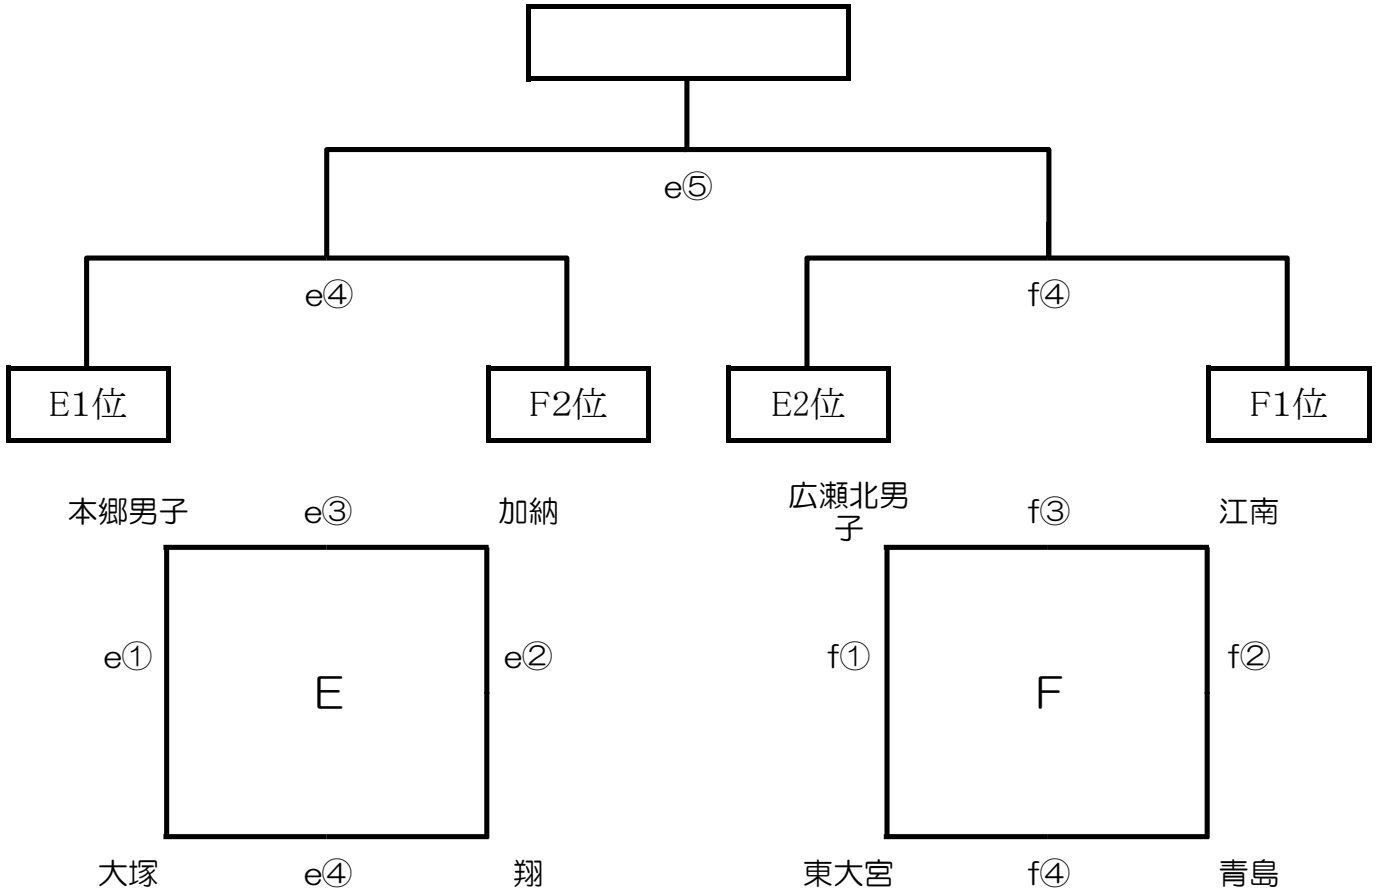 e⑤
e④
f④
E1位
F2位
E2位
F1位
本郷男子
e③
加納
広瀬北男
子
f③
江南
e①
E
e②
f①
F
f②
大塚
e④
翔
東大宮
f④
青島